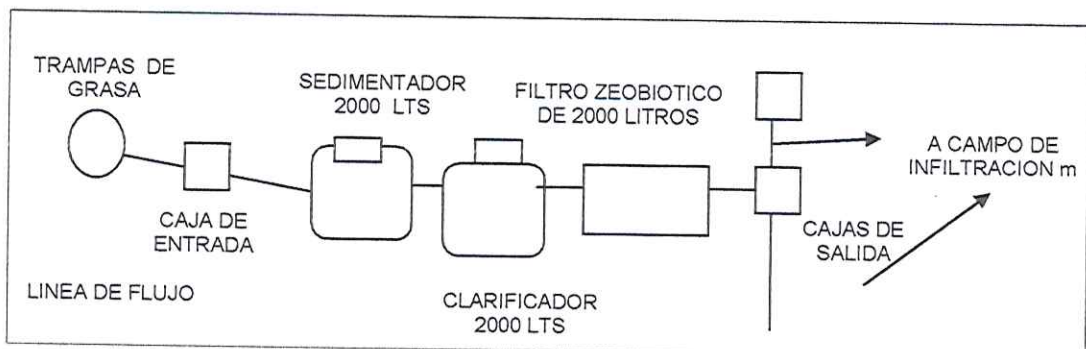 TRAMPAS DE
GRASA
CAJA DE
ENTRADA
SEDIMENTADOR
2000 LTS
CLARIFICADOR
2000 LTS
FILTRO ZEOBIOTICO
DE 2000 LITROS
CAJAS DE
SALIDA
A CAMPO DE
INFILTRACION m
LINEA DE FLUJO